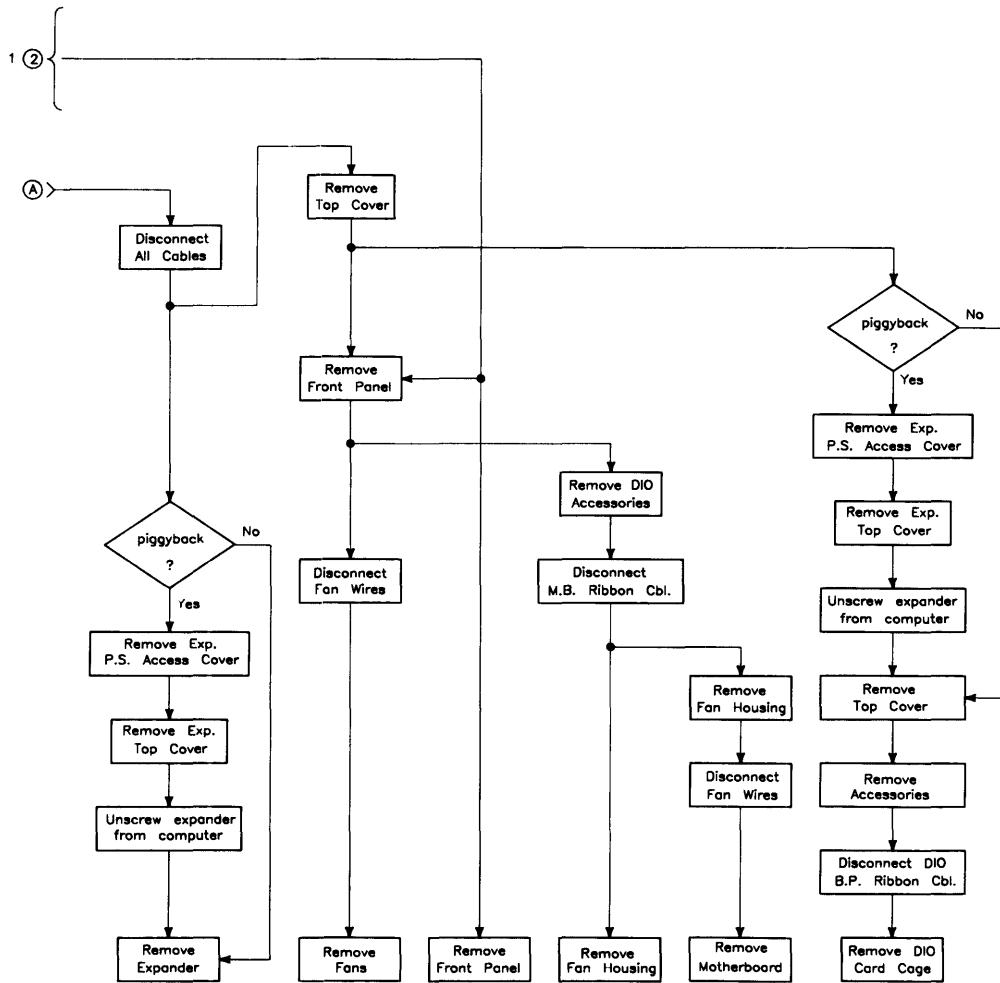 1 2
A
Disconnect
All Cables
piggyback
?
No
Yes
Remove Exp.
P.S. Access Cover
Remove Exp.
Top Cover
Unscrew expander
from computer
Remove
Expander
Remove
Top Cover
Remove
Front Panel
Disconnect
Fan Wires
Remove
Fans
Remove
Front Panel
Remove DIO
Accessories
Disconnect
M.B. Ribbon Cbl.
Remove
Fan Housing
Remove
Fan Housing
Disconnect
Fan Wires
Remove
Motherboard
piggyback
?
No
Yes
Remove Exp.
P.S. Access Cover
Remove Exp.
Top Cover
Unscrew expander
from computer
Remove
Top Cover
Remove
Accessories
Disconnect DIO
B.P. Ribbon Cbl.
Remove DIO
Card Cage